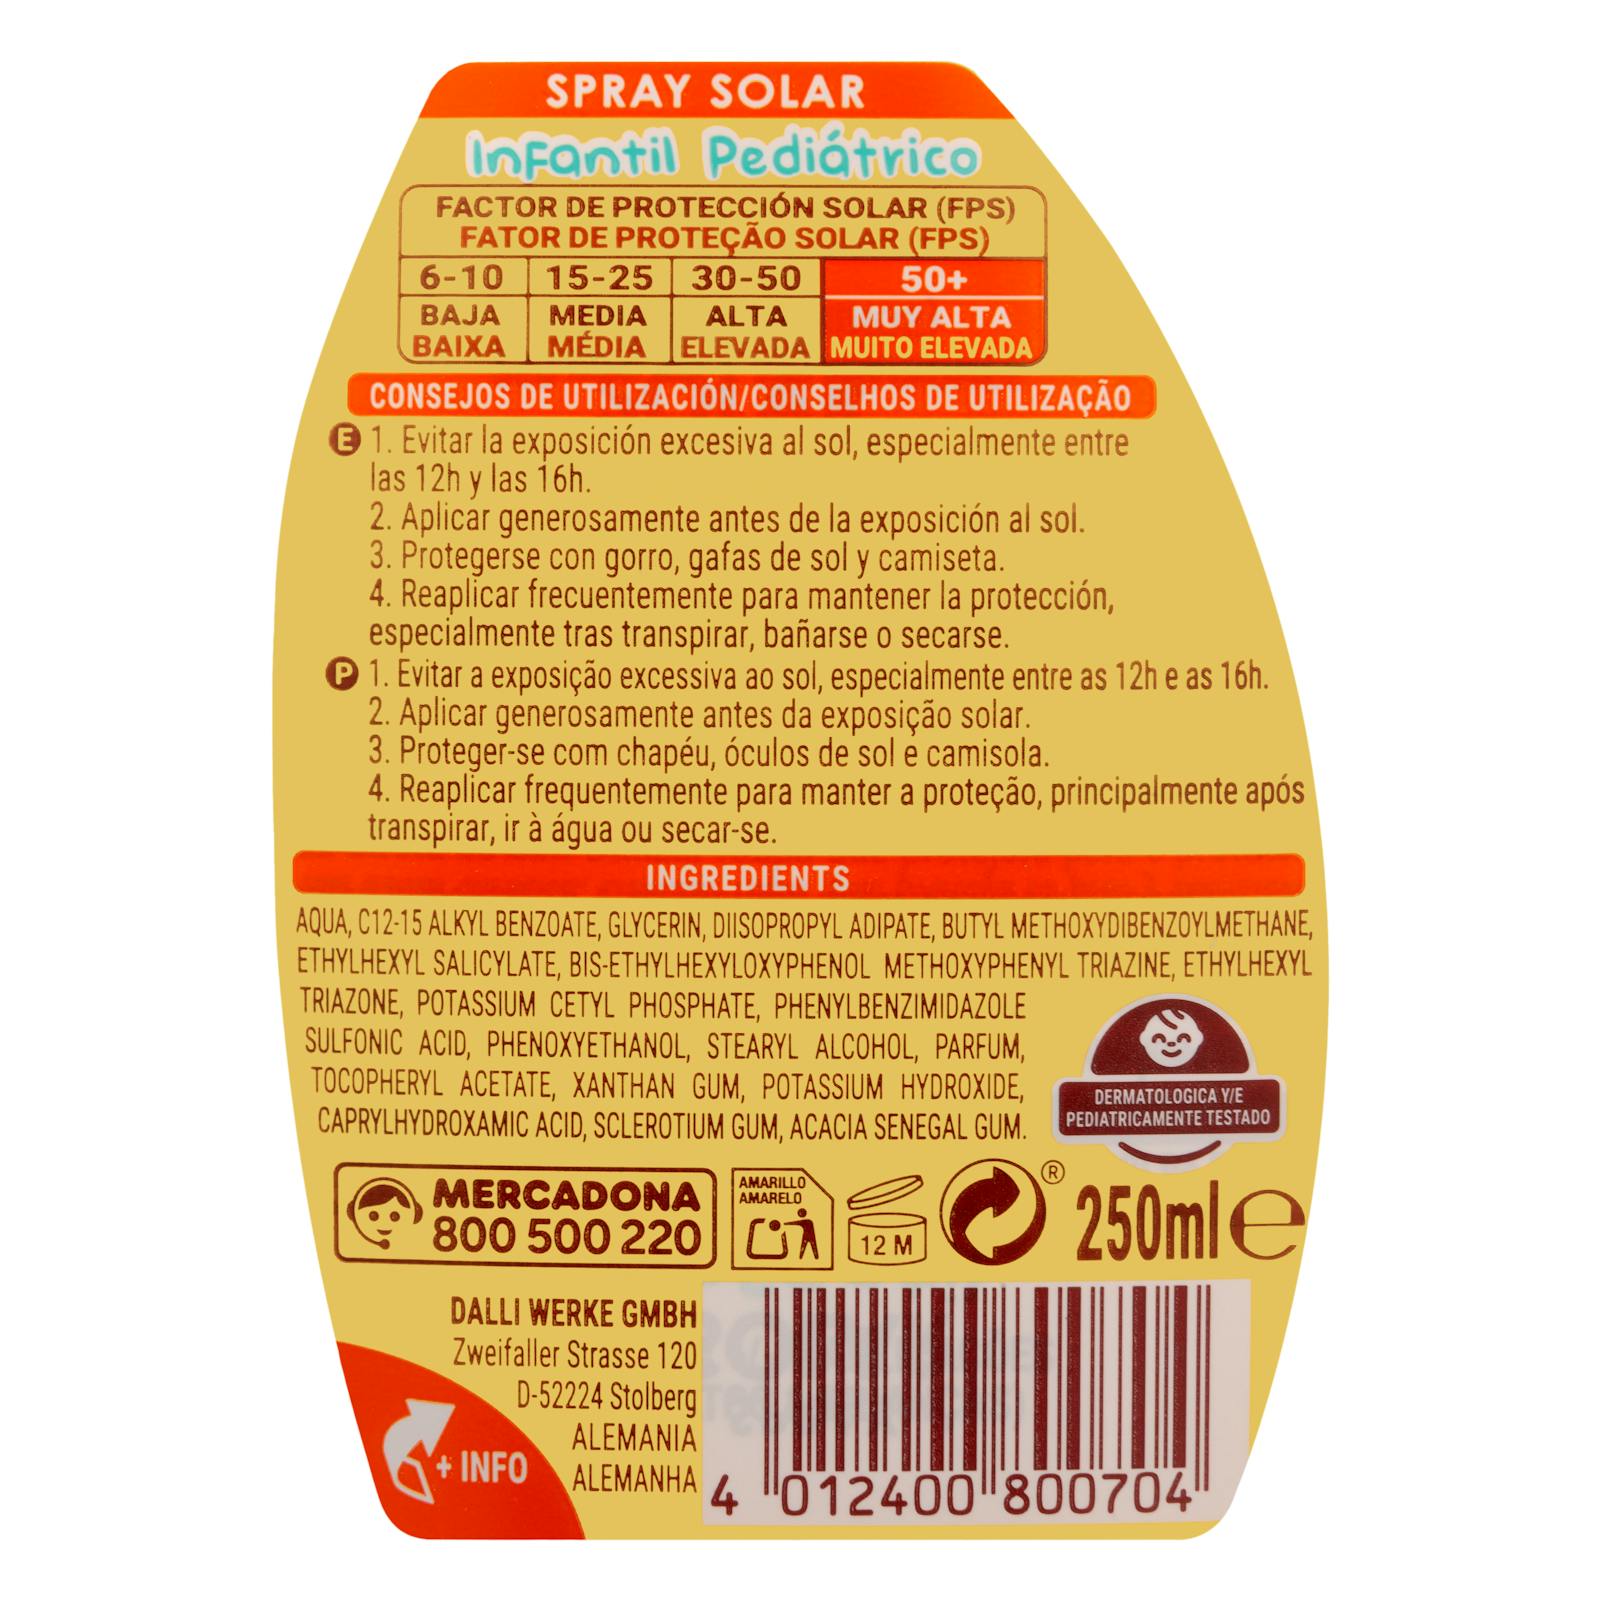 SPRAY SOLAR
Infantil Pediátrico
FACTOR DE PROTECCIÓN SOLAR (FPS)
FATOR DE PROTEÇÃO SOLAR (FPS)
6-10 15-25 30-50 50+
BAJA MEDIA ALTA MUY ALTA
BAIXA MÉDIA ELEVADA MUITO ELEVADA
CONSEJOS DE UTILIZACIÓN/CONSELHOS DE UTILIZAÇÃO
E 1. Evitar la exposición excesiva al sol, especialmente entre
las 12h y las 16h.
2. Aplicar generosamente antes de la exposición al sol.
3. Protegerse con gorro, gafas de sol y camiseta.
4. Reaplicar frecuentemente para mantener la protección,
especialmente tras transpirar, bañarse o secarse.
P 1. Evitar a exposição excessiva ao sol, especialmente entre as 12h e as 16h.
2. Aplicar generosamente antes da exposição solar.
3. Proteger-se com chapéu, óculos de sol e camisola.
4. Reaplicar frequentemente para manter a proteção, principalmente após
transpirar, ir à água ou secar-se.
INGREDIENTS
AQUA, C12-15 ALKYL BENZOATE, GLYCERIN, DIISOPROPYL ADIPATE, BUTYL METHOXYDIBENZOYLMETHANE,
ETHYLHEXYL SALICYLATE, BIS-ETHYLHEXYLOXYPHENOL METHOXYPHENYL TRIAZINE, ETHYLHEXYL
TRIAZONE, POTASSIUM CETYL PHOSPHATE, PHENYLBENZIMIDAZOLE
SULFONIC ACID, PHENOXYETHANOL, STEARYL ALCOHOL, PARFUM,
TOCOPHERYL ACETATE, XANTHAN GUM, POTASSIUM HYDROXIDE,
CAPRYLHYDROXAMIC ACID, SCLEROTIUM GUM, ACACIA SENEGAL GUM.
DERMATOLOGICA Y/E
PEDIATRICAMENTE TESTADO
MERCADONA
800 500 220
AMARILLO
AMARELO
12 M
®
250ml e
DALLI WERKE GMBH
Zweifaller Strasse 120
D-52224 Stolberg
ALEMANIA
ALEMANHA
+ INFO
4 012400 800704